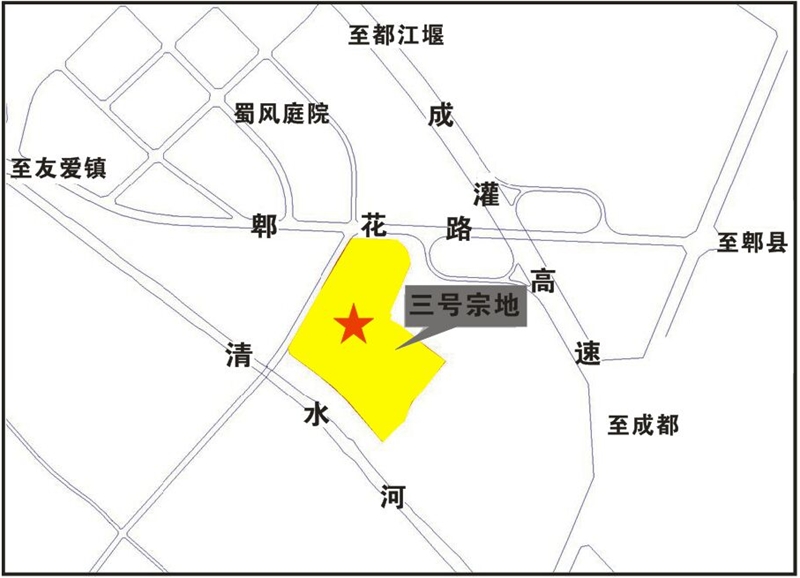 至都江堰
蜀风庭院
至友爱镇
成灌高速
郫花路
至郫县
三号宗地
清水河
至成都